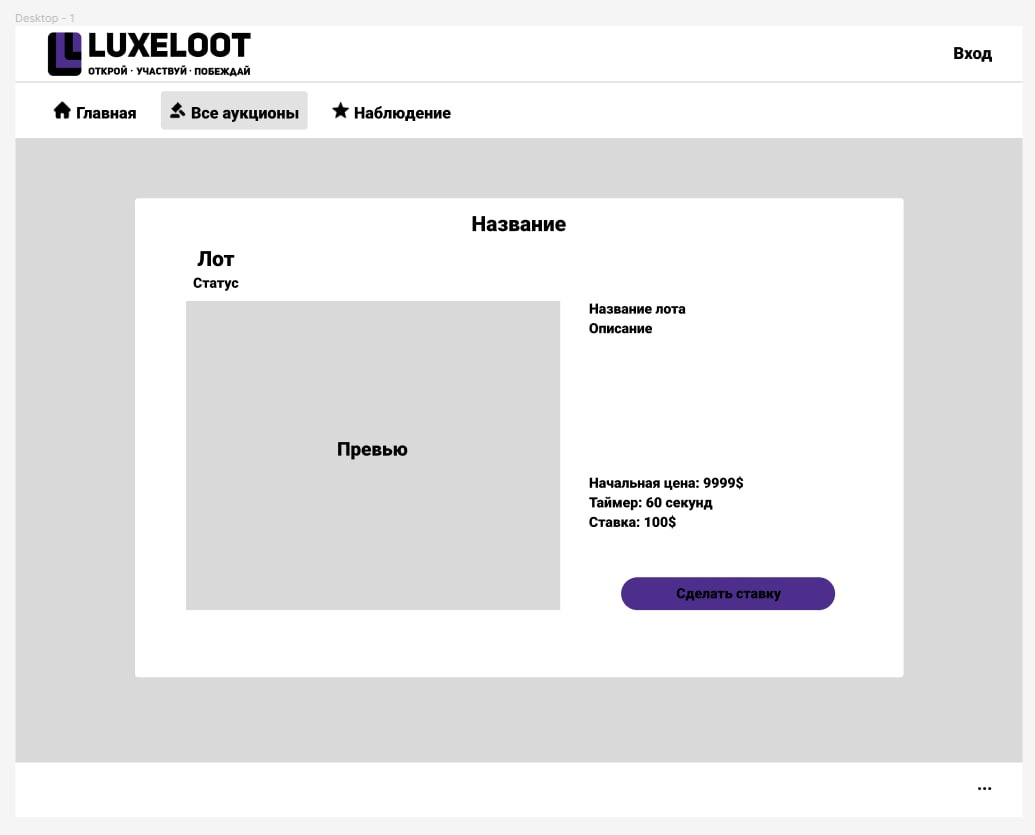 Desktop - 1
LUXELOOT
ОТКРОЙ · УЧАСТВУЙ · ПОБЕЖДАЙ
Вход
Главная
Все аукционы
Наблюдение
Название
Лот
Статус
Превью
Название лота
Описание
Начальная цена: 9999$
Таймер: 60 секунд
Ставка: 100$
Сделать ставку
...